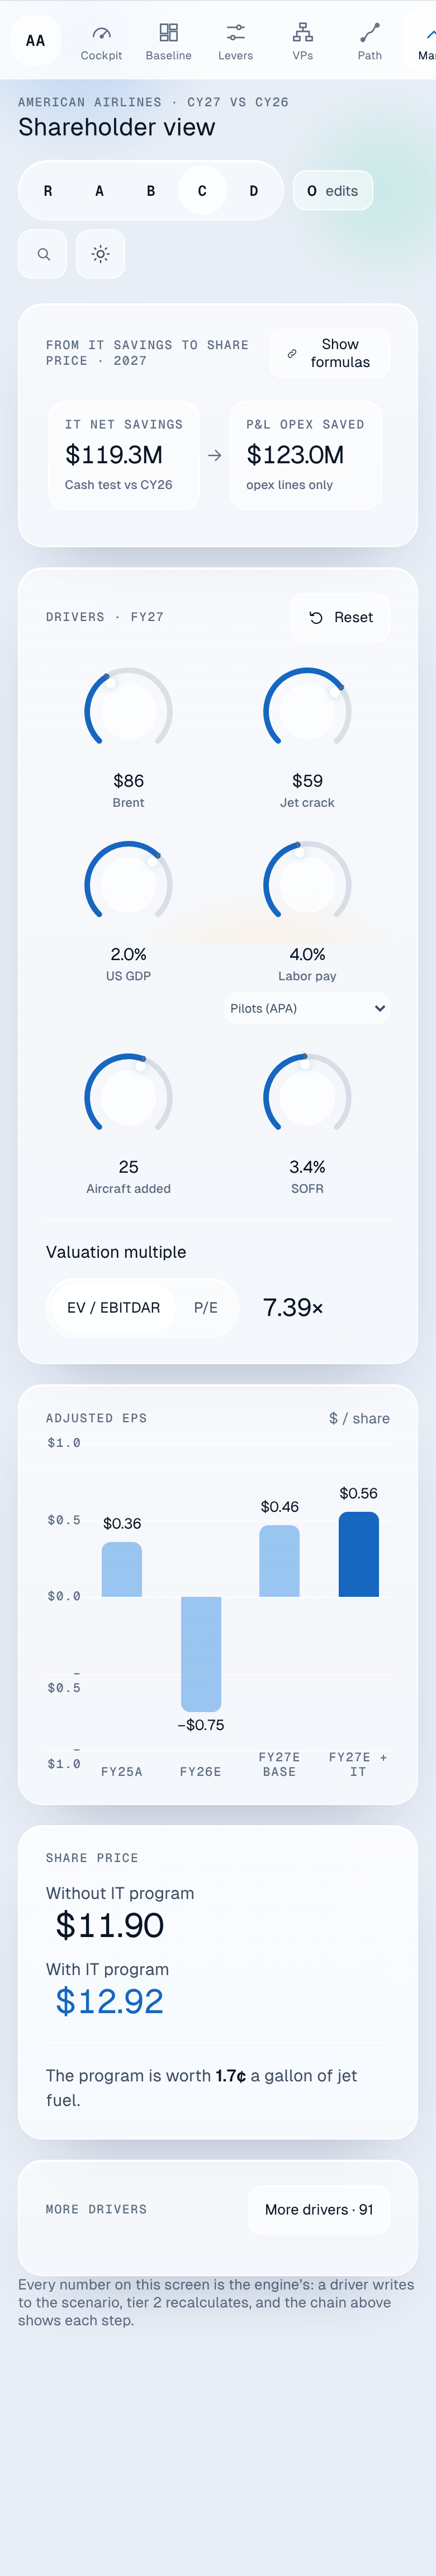 AA
Cockpit
Baseline
Levers
VPs
Path
Mar
AMERICAN AIRLINES · CY27 VS CY26
Shareholder view
R
A
B
C
D
0 edits
FROM IT SAVINGS TO SHARE
PRICE · 2027
Show
formulas
IT NET SAVINGS
$119.3M
Cash test vs CY26
→
P&L OPEX SAVED
$123.0M
opex lines only
DRIVERS · FY27
Reset
$86
Brent
$59
Jet crack
2.0%
US GDP
4.0%
Labor pay
Pilots (APA)
25
Aircraft added
3.4%
SOFR
Valuation multiple
EV / EBITDAR
P/E
7.39×
ADJUSTED EPS
$ / share
$1.0
$0.5
$0.0
−
$0.5
−
$1.0
$0.36
−$0.75
$0.46
$0.56
FY25A
FY26E
FY27E
BASE
FY27E +
IT
SHARE PRICE
Without IT program
$11.90
With IT program
$12.92
The program is worth 1.7¢ a gallon of jet
fuel.
MORE DRIVERS
More drivers · 91
Every number on this screen is the engine's: a driver writes
to the scenario, tier 2 recalculates, and the chain above
shows each step.